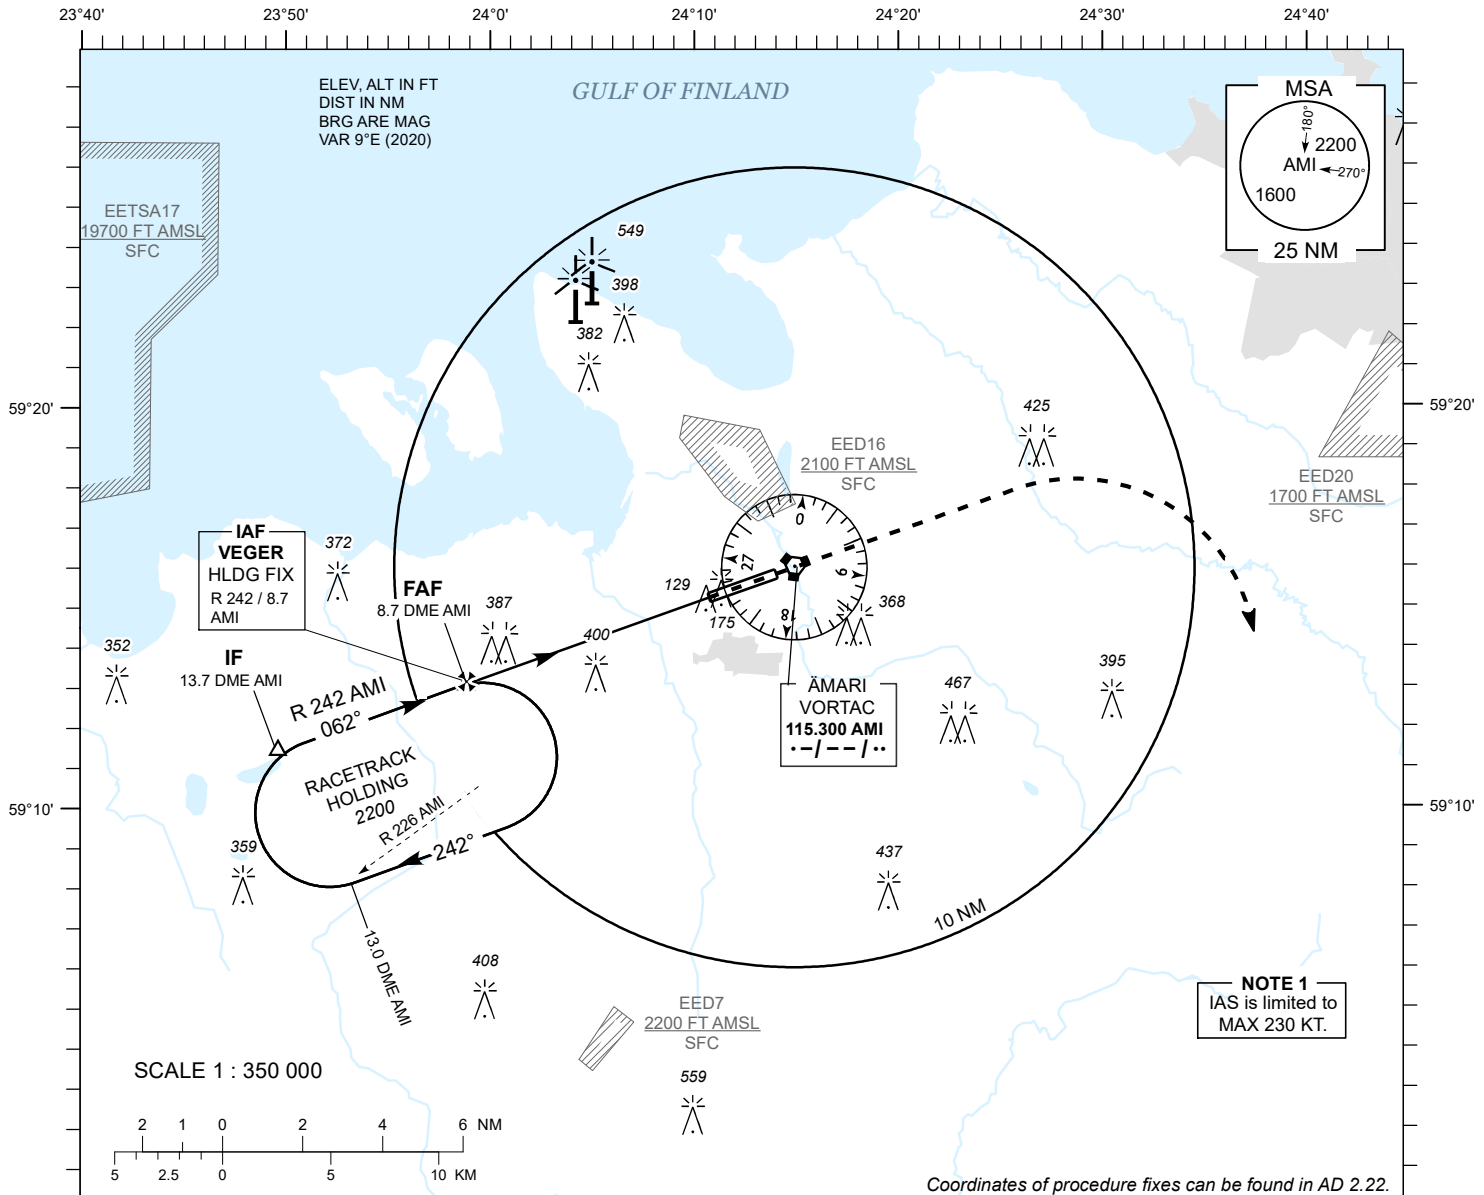 23°40' 23°50' 24°0' 24°10' 24°20' 24°30' 24°40'
ELEV, ALT IN FT
DIST IN NM
BRG ARE MAG
VAR 9°E (2020)
GULF OF FINLAND
MSA
180°
2200
AMI
270°
1600
25 NM
EETSA17
19700 FT AMSL
SFC
549
398
382
59°20' 59°20'
425
EED16
2100 FT AMSL
SFC
EED20
1700 FT AMSL
SFC
IAF
VEGER
HLDG FIX
R 242 / 8.7
AMI
372
FAF
8.7 DME AMI
387
0
27
9
18
129
175
368
400
352
IF
13.7 DME AMI
R 242 AMI
062°
ÄMARI
VORTAC
115.300 AMI
•–/––/••
467
395
RACETRACK
HOLDING
2200
R 226 AMI
242°
59°10' 59°10'
359
437
10 NM
13.0 DME AMI
408
EED7
2200 FT AMSL
SFC
NOTE 1
IAS is limited to
MAX 230 KT.
559
SCALE 1 : 350 000
2 1 0 2 4 6 NM
5 2.5 0 5 10 KM
Coordinates of procedure fixes can be found in AD 2.22.